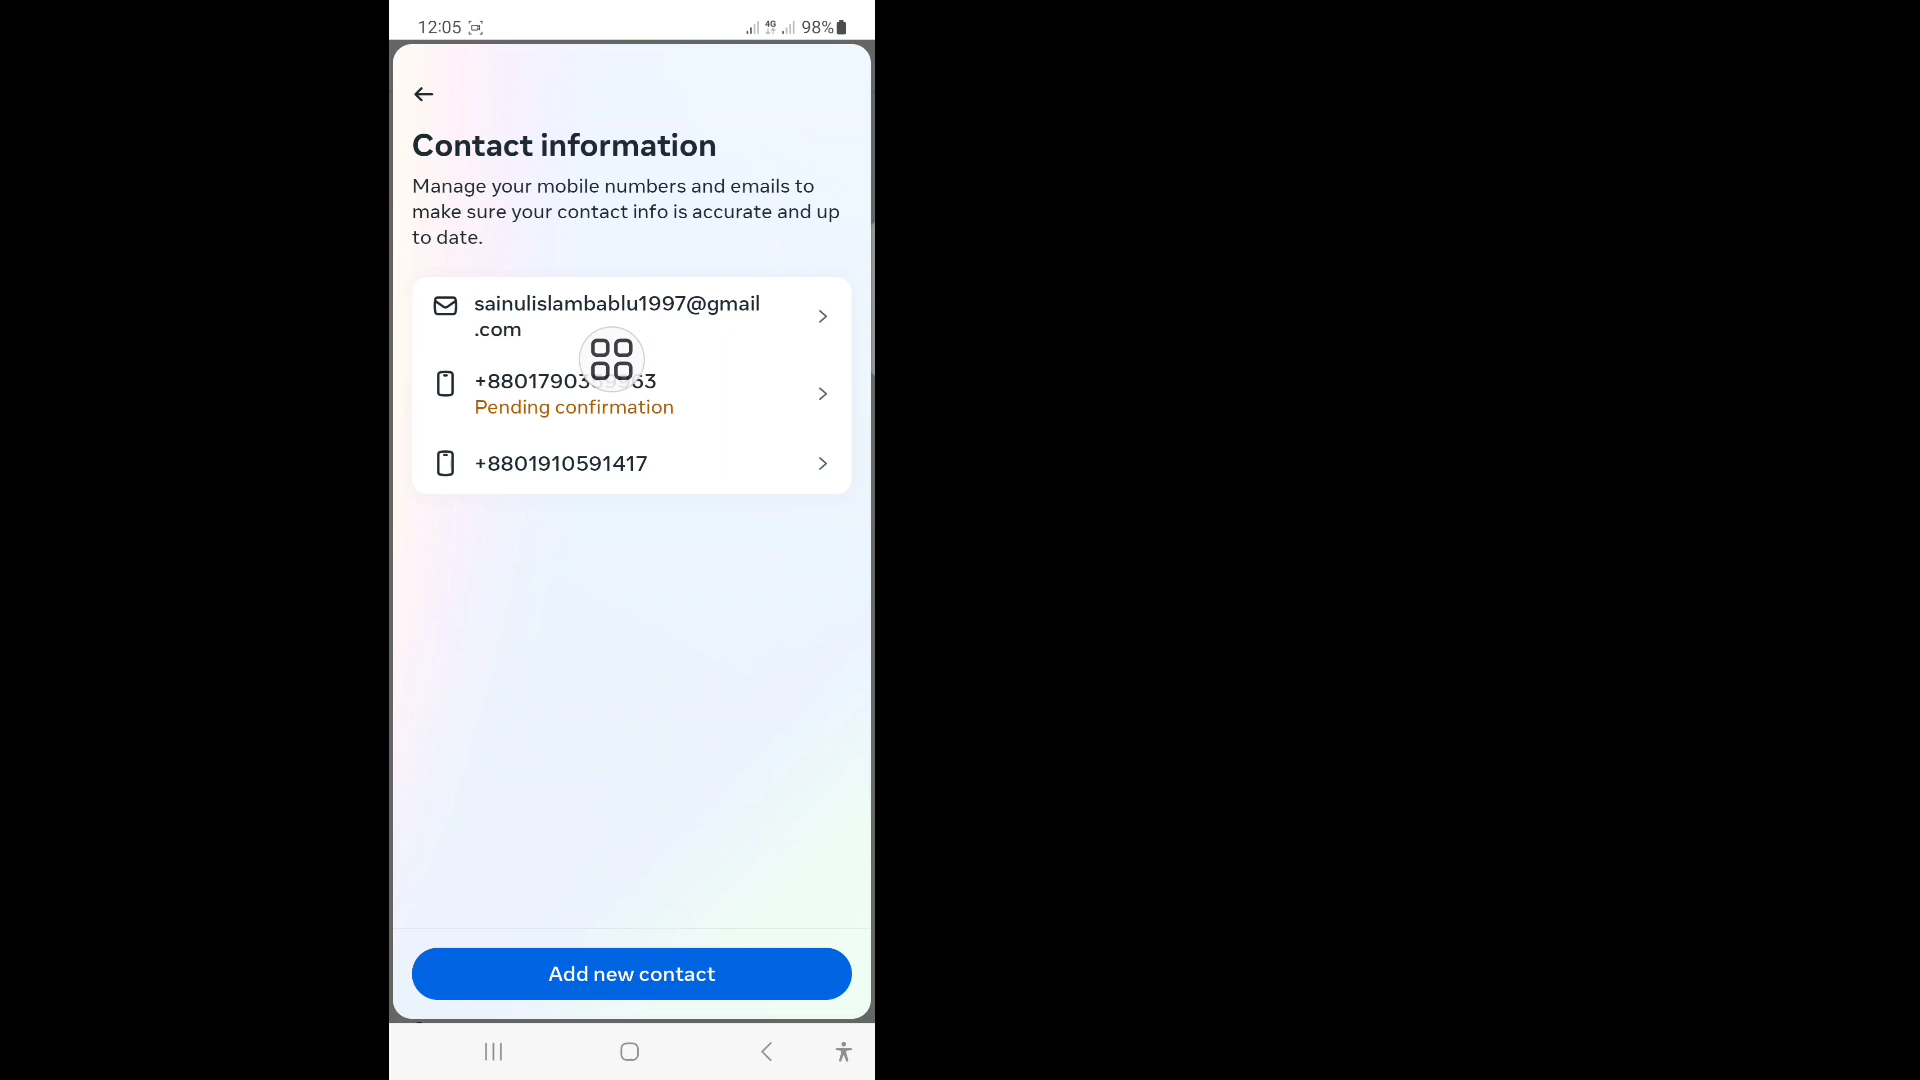 12:05
4G
98%
Contact information
Manage your mobile numbers and emails to
make sure your contact info is accurate and up
to date.
sainulislambablu1997@gmail
.com
Pending confirmation
+8801910591417
Add new contact